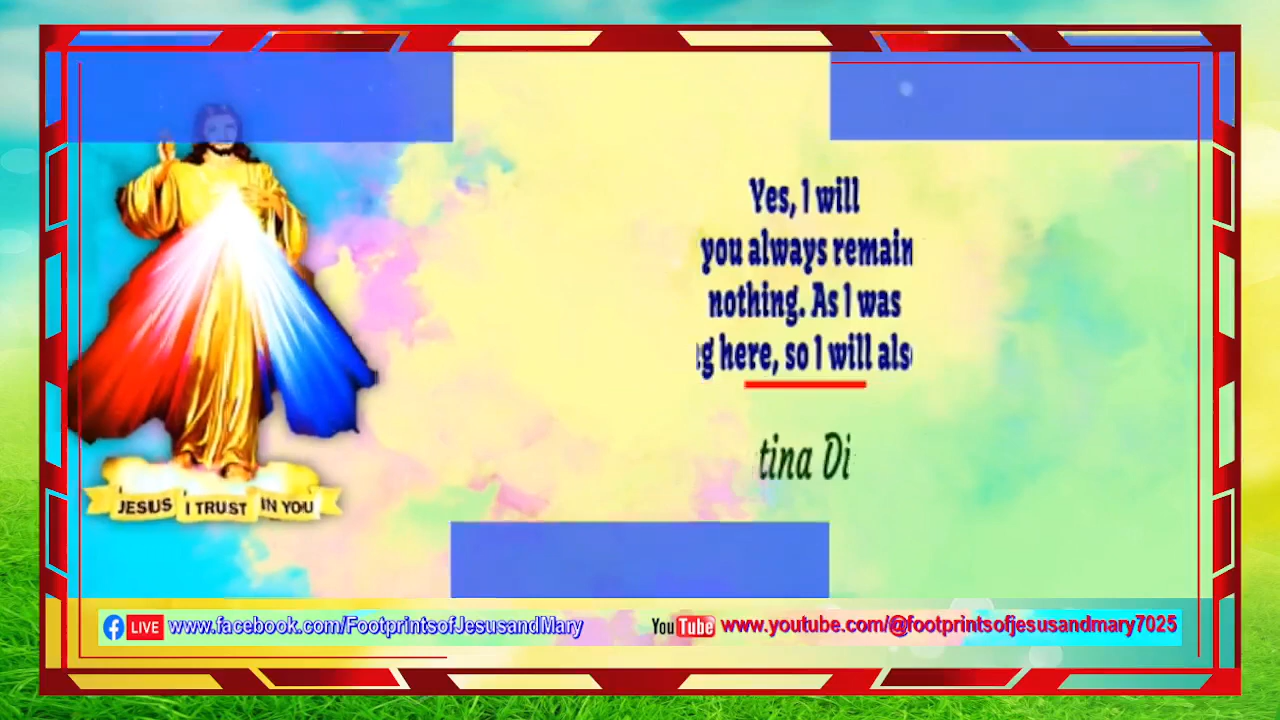 Yes, I will
you always remain
nothing. As I was
g here, so I will als
tina Di
JESUS I TRUST IN YOU
LIVE www.facebook.com/FootprintsofJesusandMary
YouTube www.youtube.com/@footprintsofjesusandmary7025